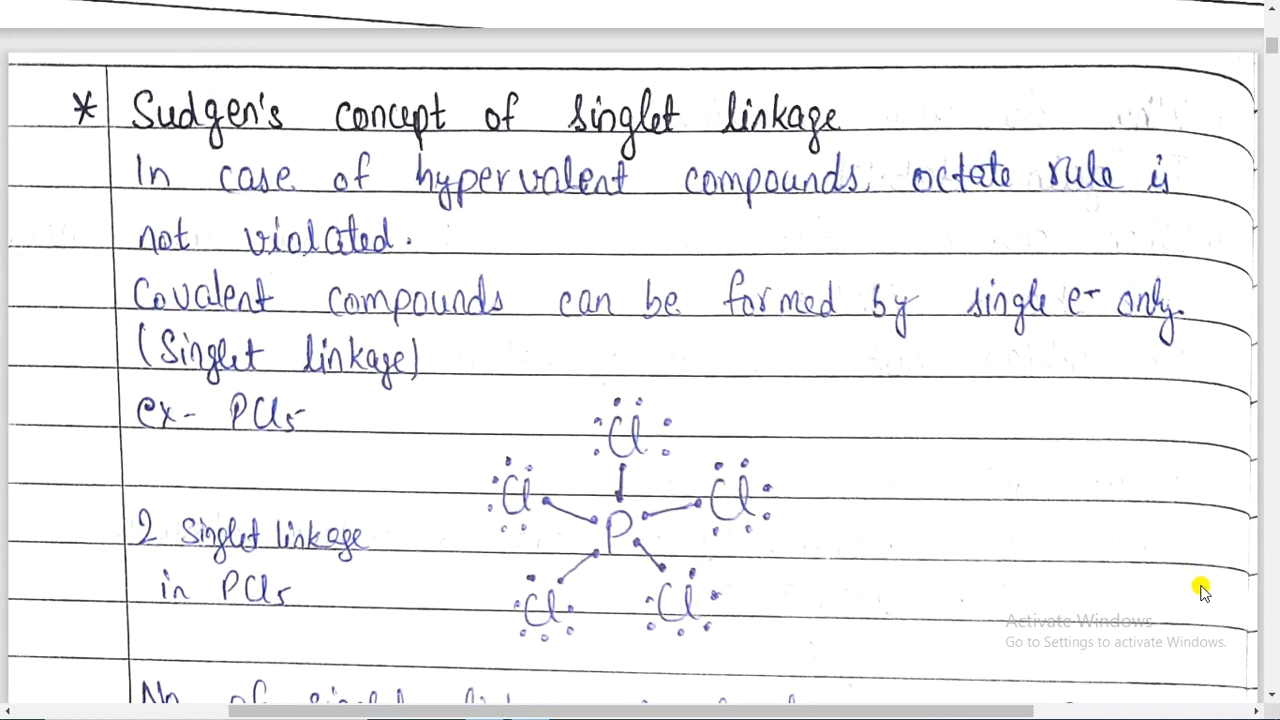 * Sudgen's concept of singlet linkage
In case of hypervalent compounds, octate rule is
not violated.
Covalent compounds can be formed by single e- only.
(Singlet linkage)
ex- PCl5
Cl
Cl Cl
P
2 Singlet linkage
in PCl5
Cl Cl
Activate Windows
Go to Settings to activate Windows.
No of